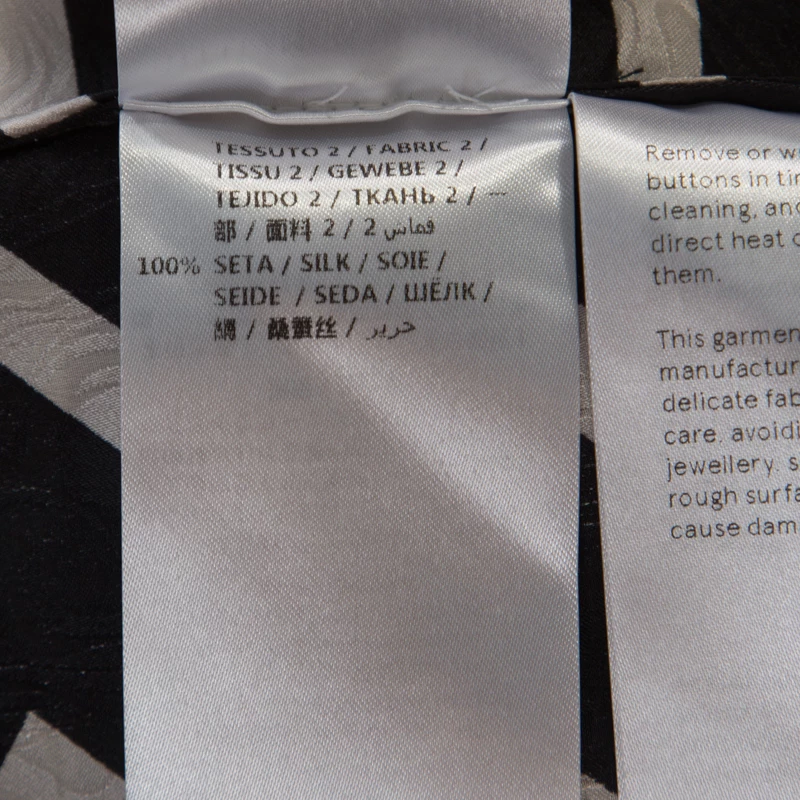 TESSUTO 2 / FABRIC 2 /
TISSU 2 / GEWEBE 2 /
TEJIDO 2 / ТКАНЬ 2 / 一
部 / 面料 2 / 2 قماش
100% SETA / SILK / SOIE /
SEIDE / SEDA / ШЁЛК /
絹 / 桑蚕丝 / حرير
Remove or
buttons in
cleaning, and
direct heat
them.
This garmen
manufactur
delicate fab
care, avoidi
jewellery, s
rough surfa
cause dam